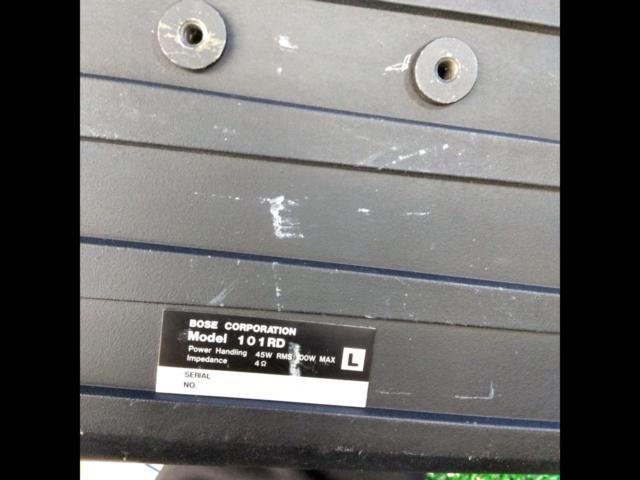 BOSE CORPORATION
Model 101RD
Power Handling 45W RMS 100W MAX
Impedance 4Ω
L
SERIAL
NO.